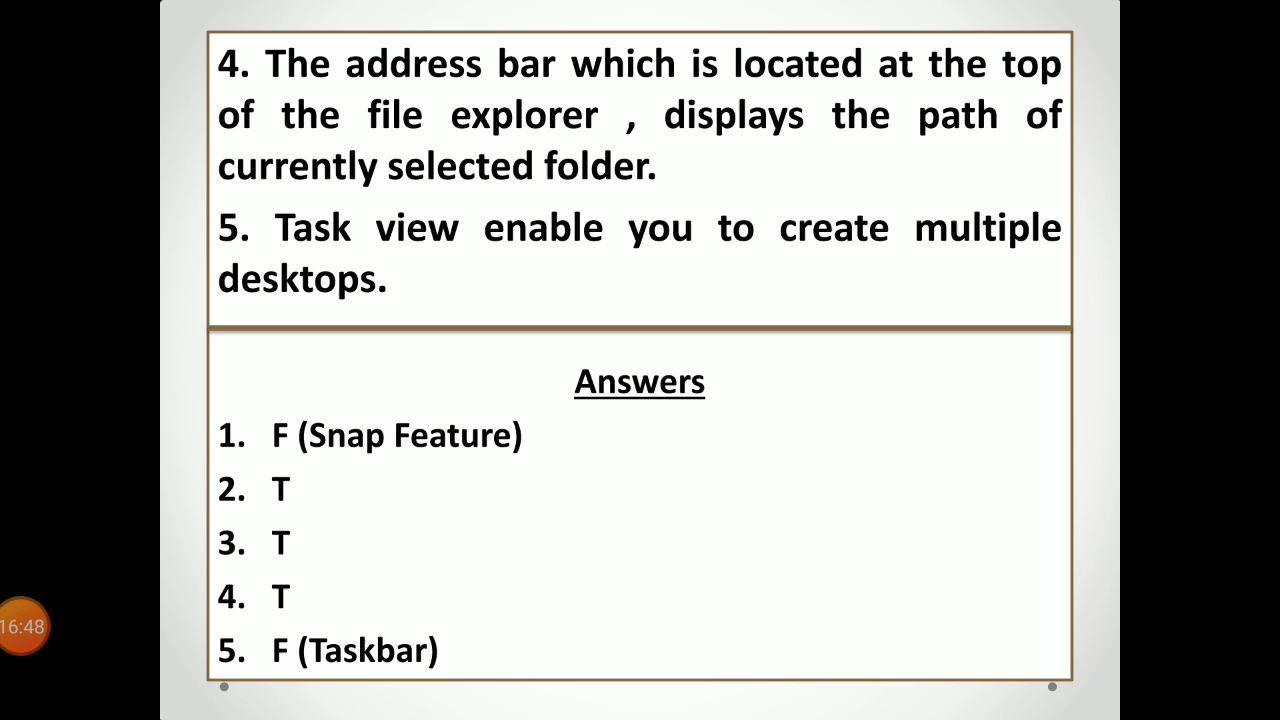 4. The address bar which is located at the top
of the file explorer , displays the path of
currently selected folder.
5. Task view enable you to create multiple
desktops.
Answers
1. F (Snap Feature)
2. T
3. T
4. T
5. F (Taskbar)
16:48